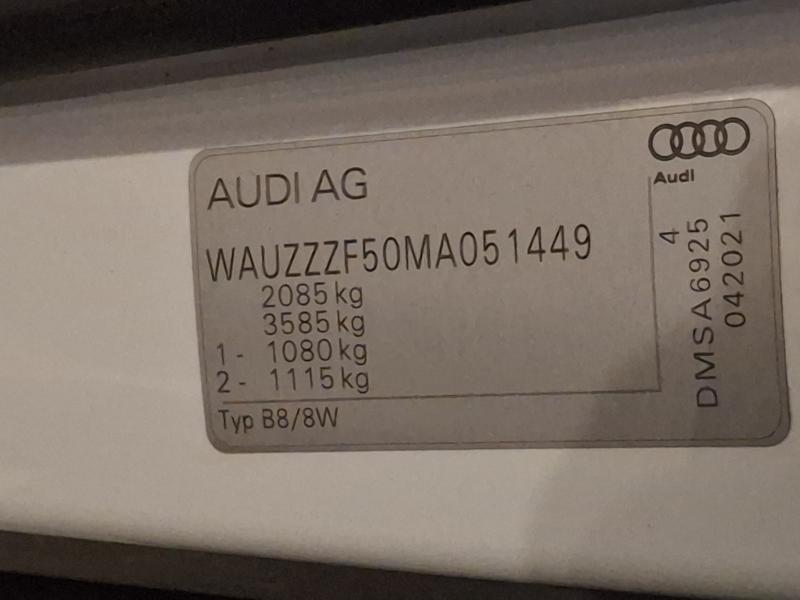 AUDI AG
WAUZZZF50MA051449
2085 kg
3585 kg
1 - 1080 kg
2 - 1115 kg
Typ B8/8W
Audi
4
DMSA6925
042021